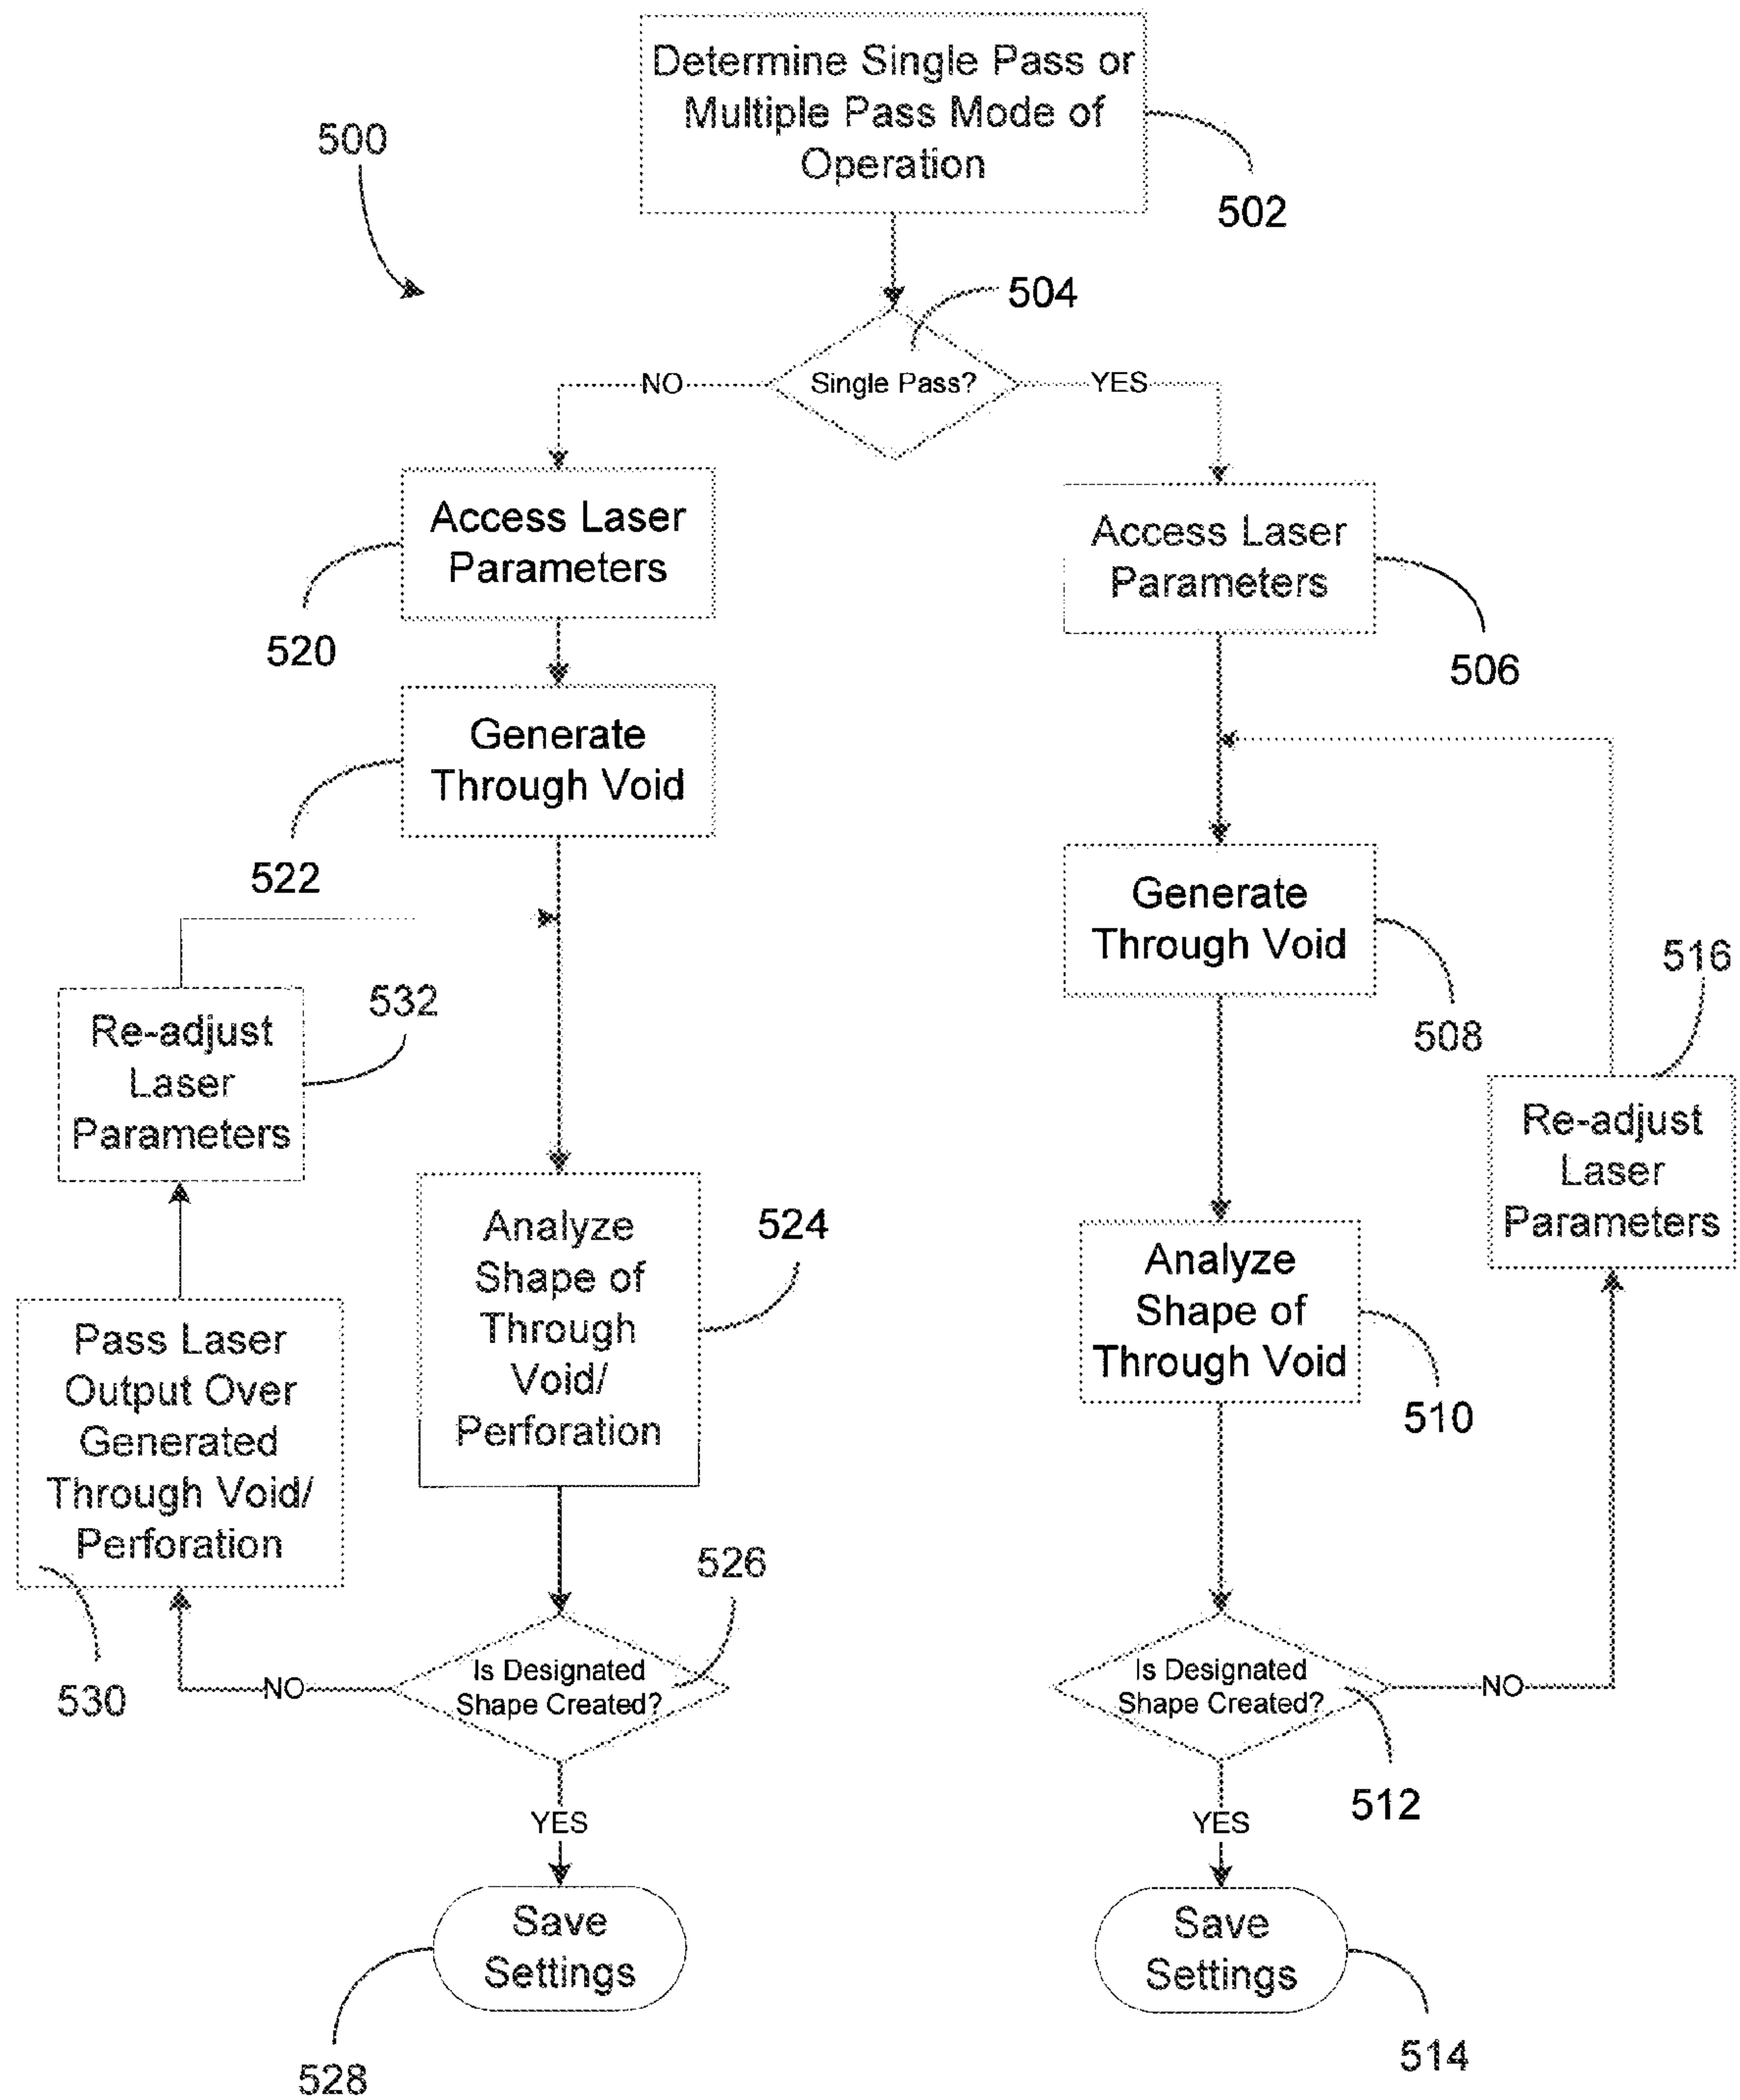 Determine Single Pass or
Multiple Pass Mode of
Operation
500
502
504
Single Pass?
NO
YES
Access Laser
Parameters
520
Access Laser
Parameters
506
Generate
Through Void
522
Generate
Through Void
508
516
Re-adjust
Laser
Parameters
532
Re-adjust
Laser
Parameters
Analyze
Shape of
Through
Void/
Perforation
524
Analyze
Shape of
Through Void
510
Pass Laser
Output Over
Generated
Through Void/
Perforation
530
526
Is Designated
Shape Created?
NO
Is Designated
Shape Created?
NO
512
YES
YES
Save
Settings
528
Save
Settings
514